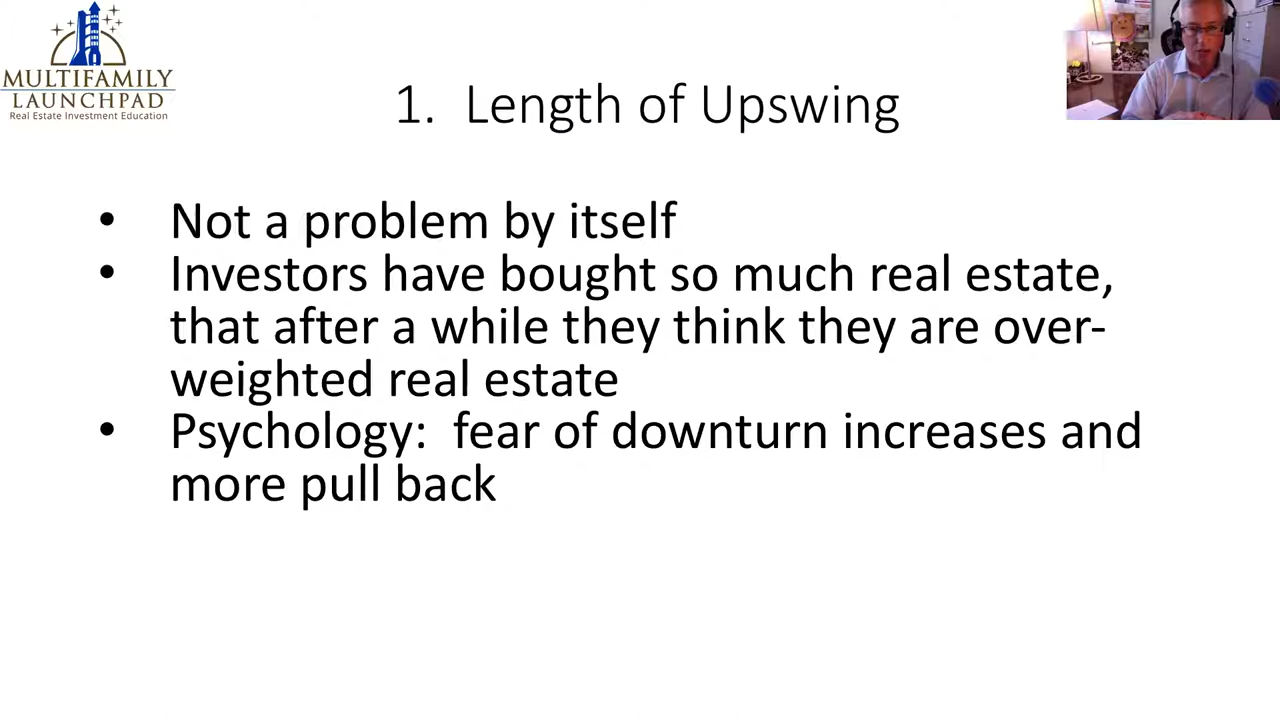 MULTIFAMILY
LAUNCHPAD
Real Estate Investment Education
1. Length of Upswing
• Not a problem by itself
• Investors have bought so much real estate,
that after a while they think they are over-
weighted real estate
• Psychology: fear of downturn increases and
more pull back